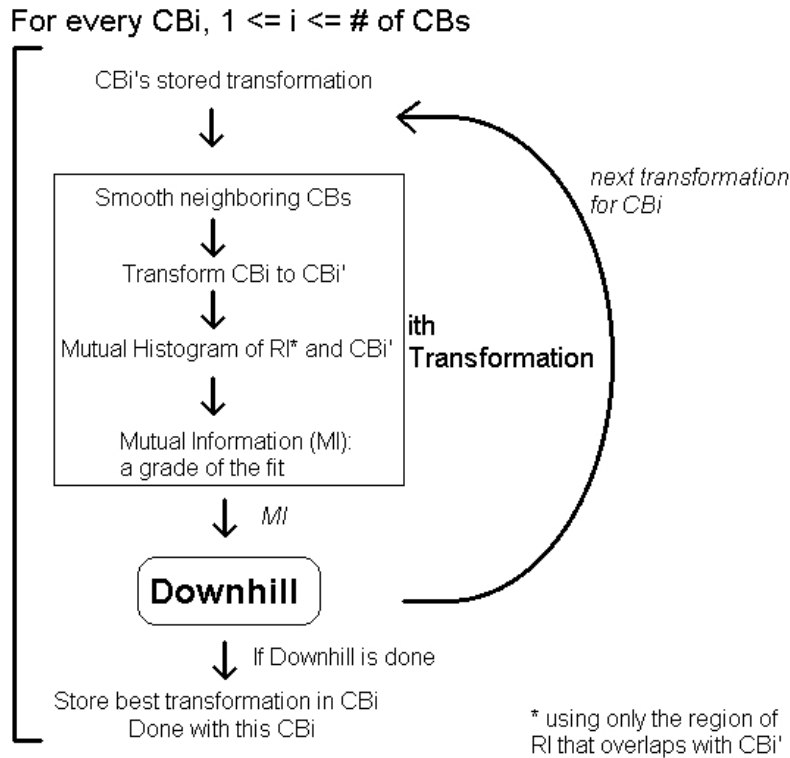 For every CBi, 1 <= i <= # of CBs
CBi's stored transformation
next transformation
for CBi
Smooth neighboring CBs
Transform CBi to CBi'
Mutual Histogram of RI* and CBi'
ith
Transformation
Mutual Information (MI):
a grade of the fit
MI
Downhill
If Downhill is done
Store best transformation in CBi
Done with this CBi
* using only the region of
RI that overlaps with CBi'